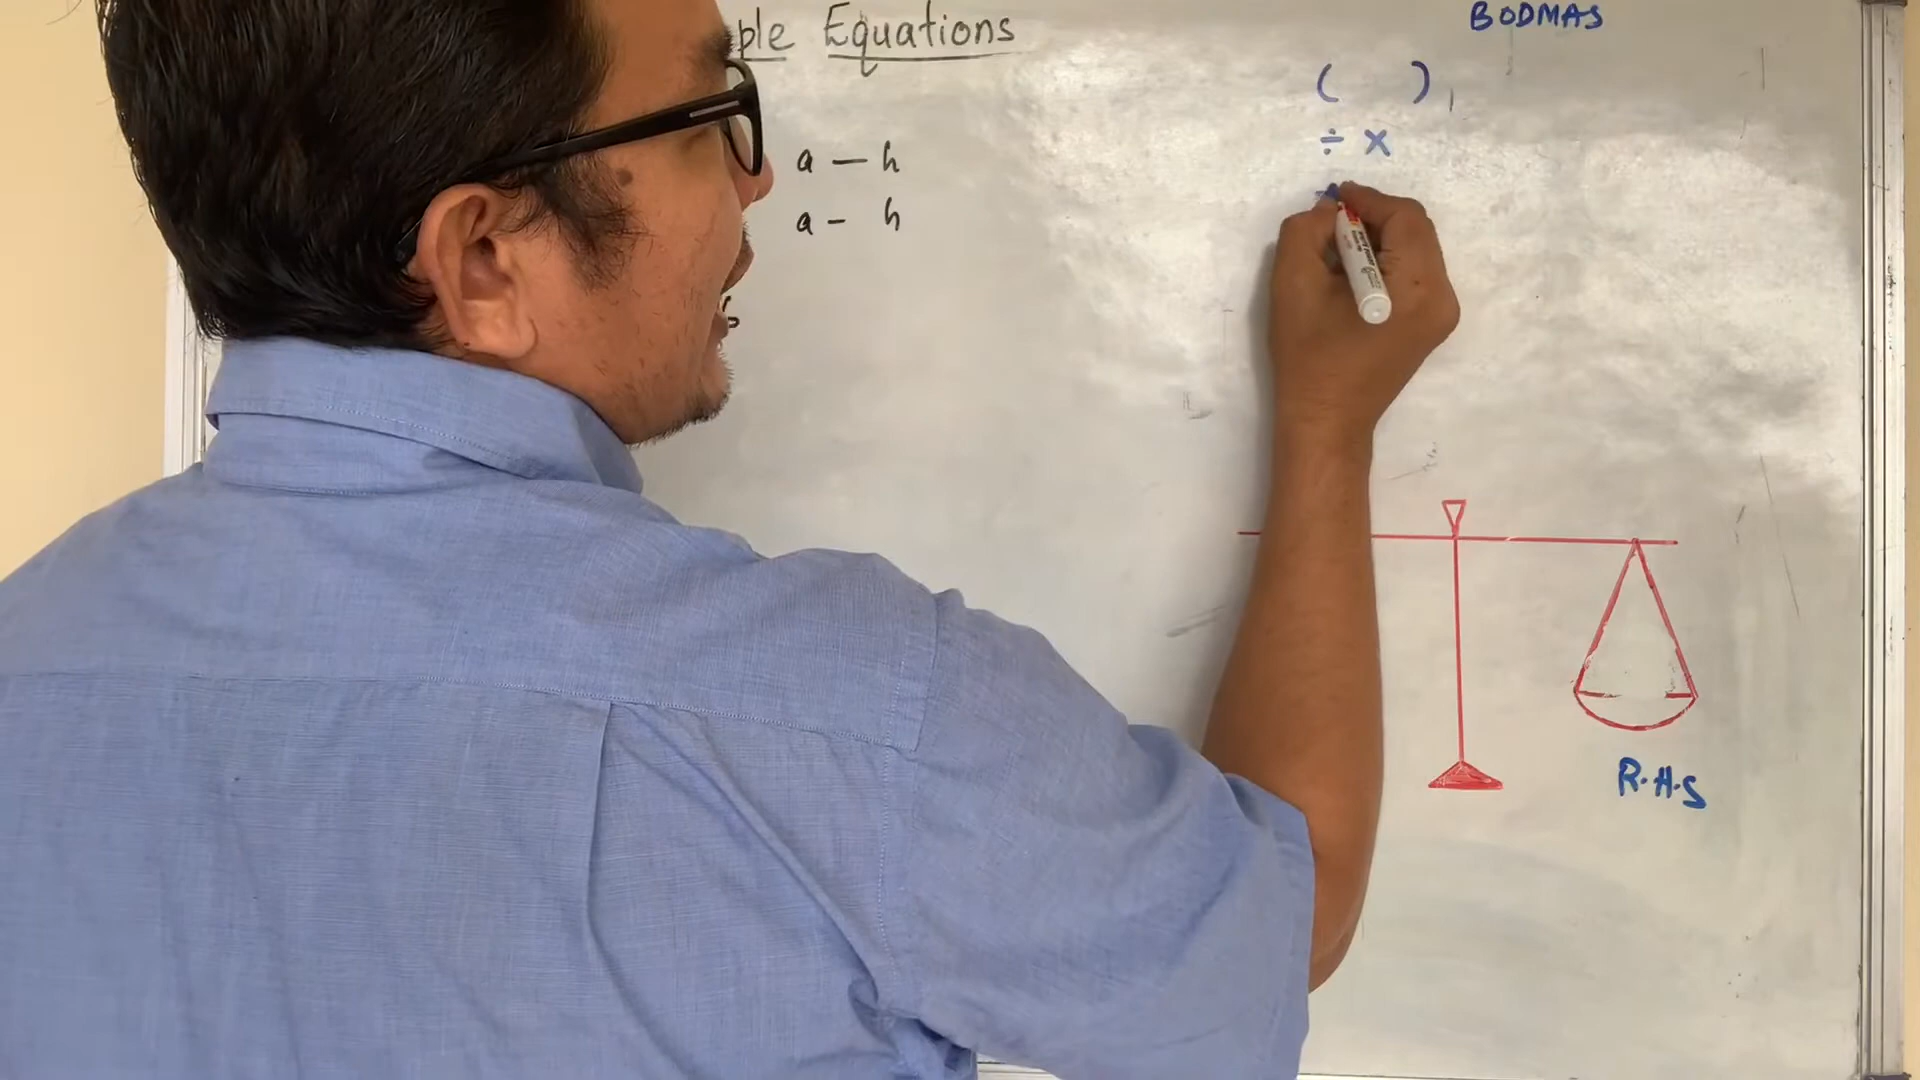 Equations
BODMAS
( )
÷ ×
a — h
a - h
R.H.S